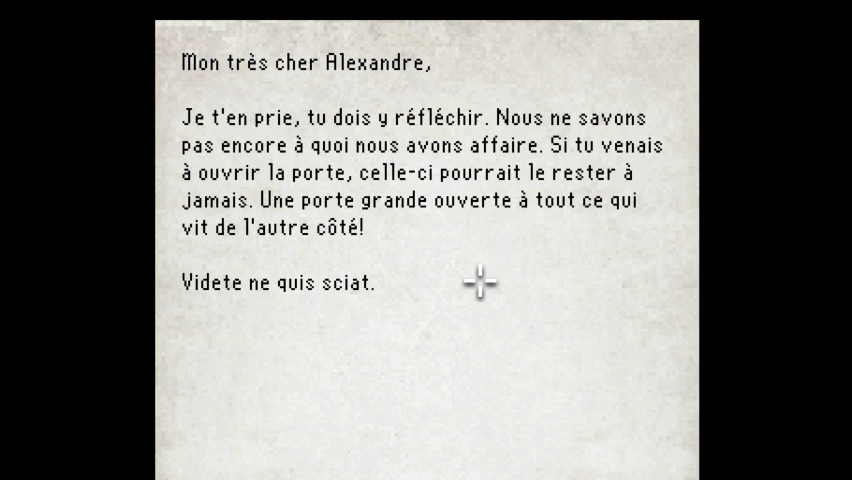 Mon très cher Alexandre,
Je t'en prie, tu dois y réfléchir. Nous ne savons
pas encore à quoi nous avons affaire. Si tu venais
à ouvrir la porte, celle-ci pourrait le rester à
jamais. Une porte grande ouverte à tout ce qui
vit de l'autre côté!
Videte ne quis sciat.